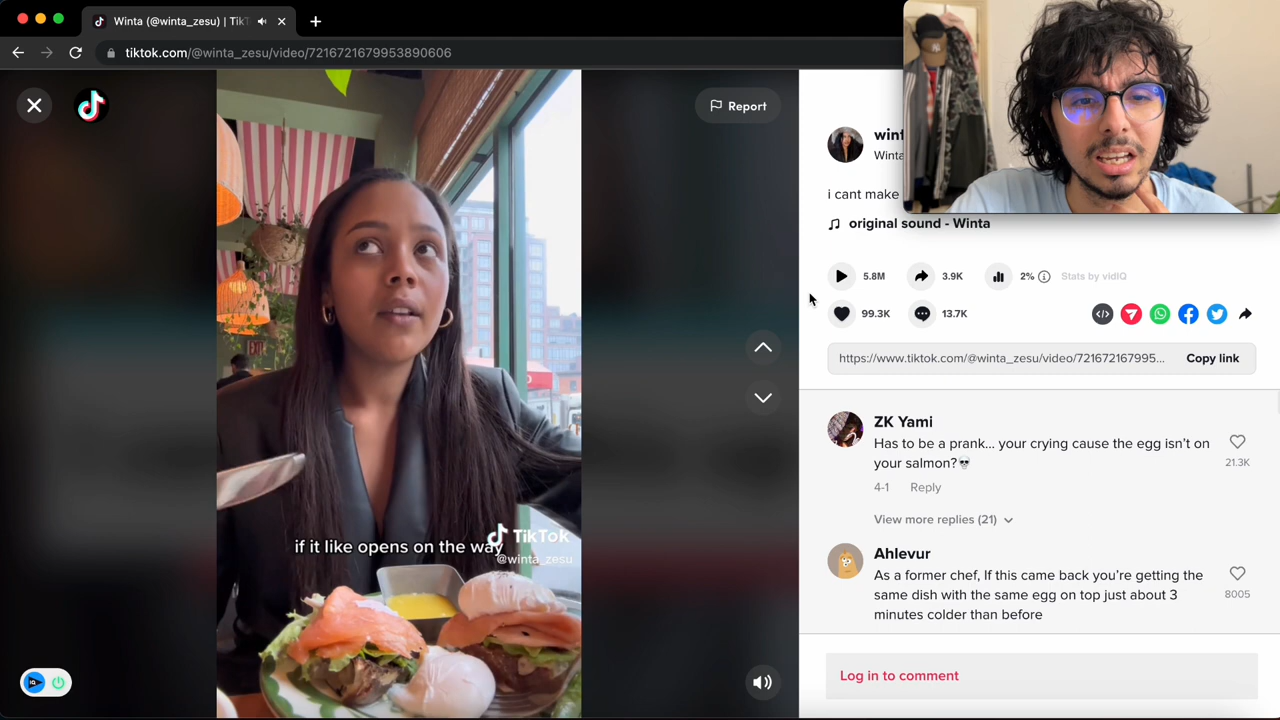 Winta (@winta_zesu) | Tik
tiktok.com/@winta_zesu/video/7216721679953890606
Report
EXIT
if it like opens on the way
TikTok
@winta_zesu
Winta
i cant make
original sound - Winta
5.8M
3.9K
2%
Stats by vidIQ
99.3K
13.7K
https://www.tiktok.com/@winta_zesu/video/721672167995...
Copy link
ZK Yami
Has to be a prank... your crying cause the egg isn't on
your salmon?💀
21.3K
4-1
Reply
View more replies (21)
Ahlevur
As a former chef, If this came back you're getting the
same dish with the same egg on top just about 3
minutes colder than before
8005
Log in to comment